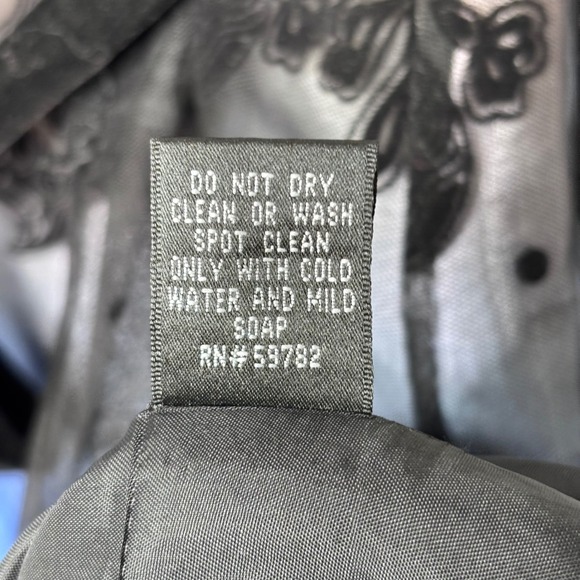 DO NOT DRY
CLEAN OR WASH
SPOT CLEAN
ONLY WITH COLD
WATER AND MILD
SOAP
RN#59782